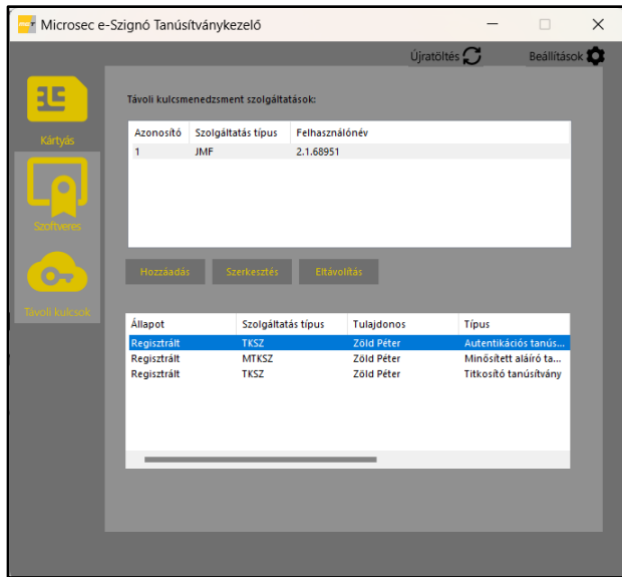 Microsec e-Szignó Tanúsítványkezelő
Újratöltés
Beállítások
Kártyás
Szoftveres
Távoli kulcsok
Távoli kulcsmenedzsment szolgáltatások:
Azonosító Szolgáltatás típus Felhasználónév
1 JMF 2.1.68951
Hozzáadás Szerkesztés Eltávolítás
Állapot Szolgáltatás típus Tulajdonos Típus
Regisztrált TKSZ Zöld Péter Autentikációs tanús...
Regisztrált MTKSZ Zöld Péter Minősített aláíró ta...
Regisztrált TKSZ Zöld Péter Titkosító tanúsítvány